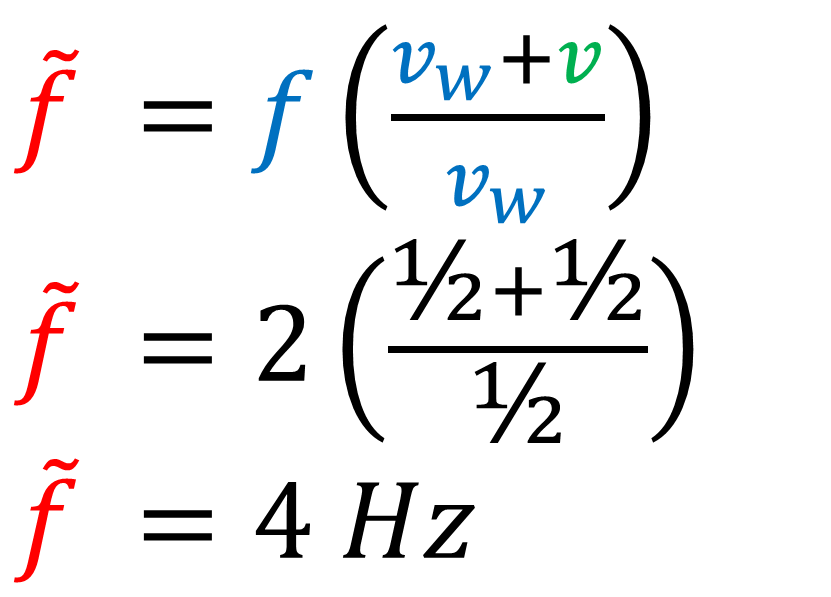 f̃ = f (v_w+v / v_w)
f̃ = 2 (½+½ / ½)
f̃ = 4 Hz